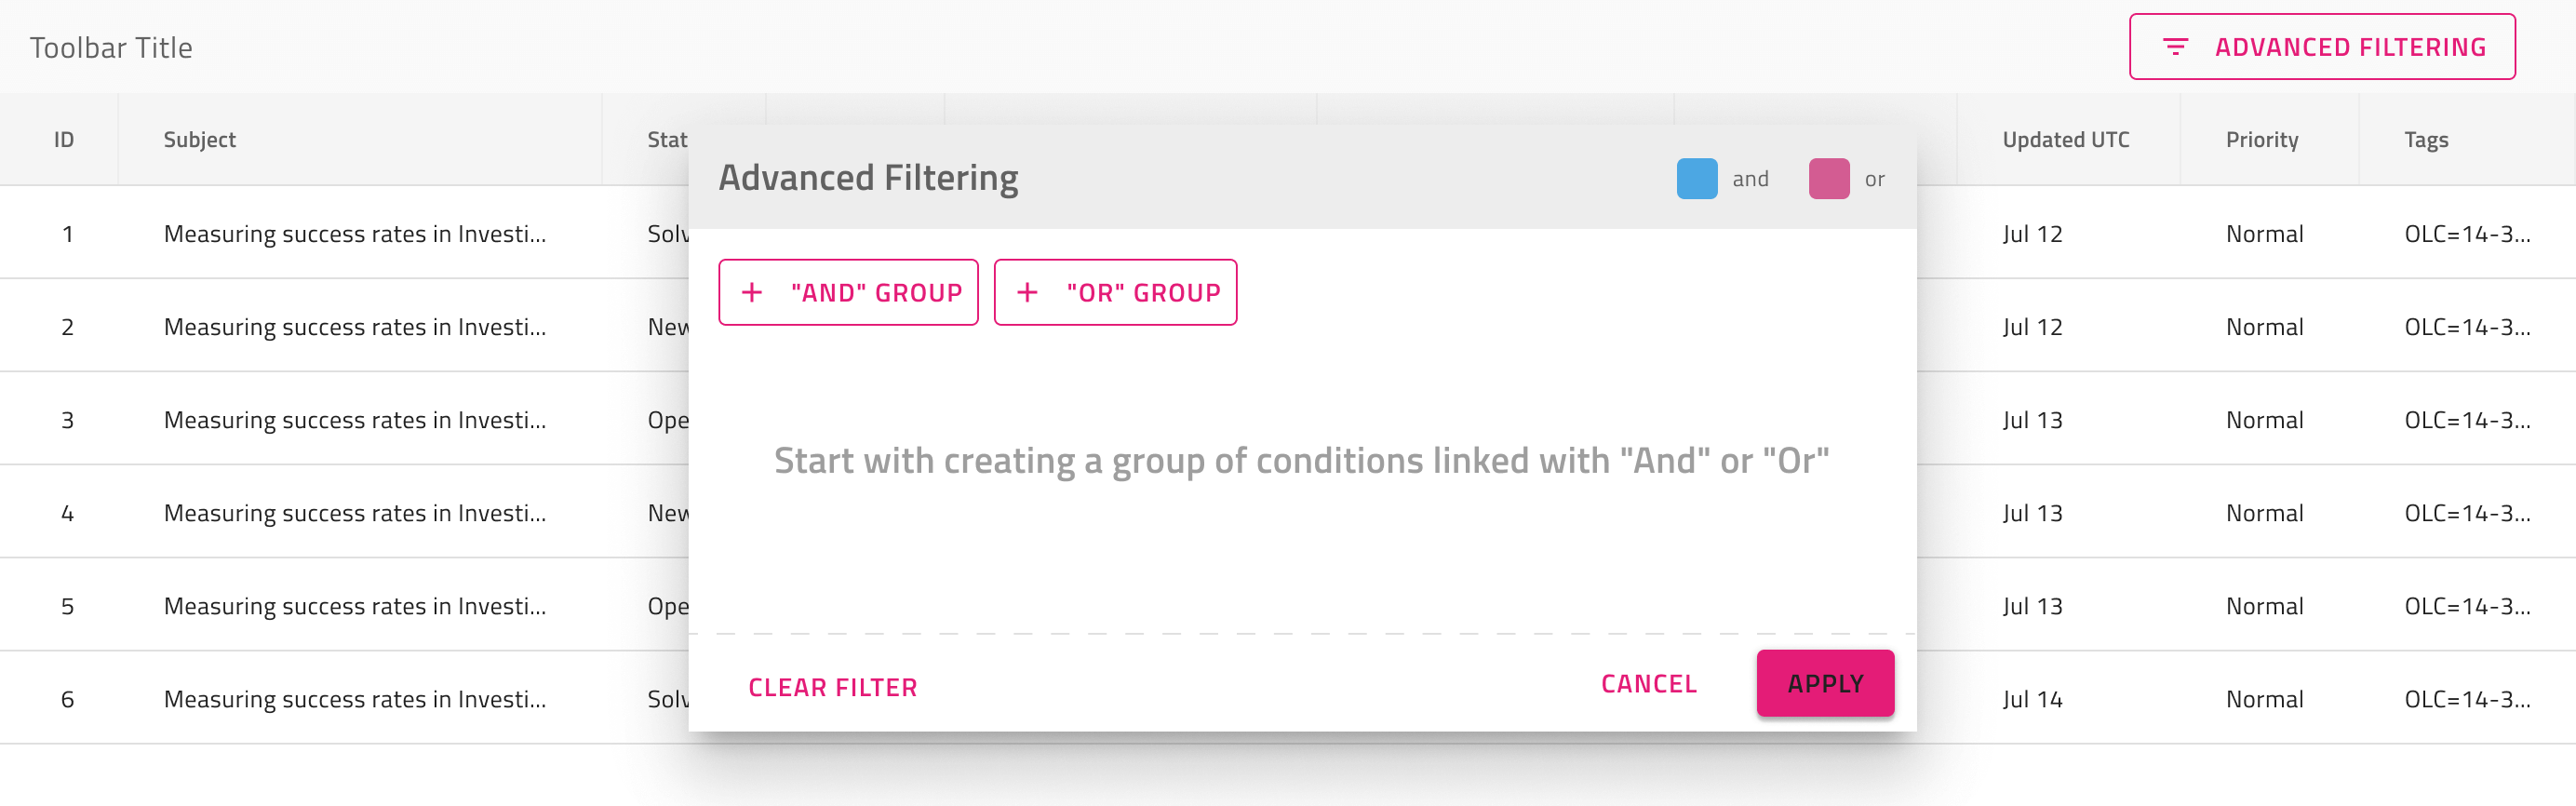 Toolbar Title
ADVANCED FILTERING
ID Subject Stat Updated UTC Priority Tags
Advanced Filtering and or
1 Measuring success rates in Investi... Solv Jul 12 Normal OLC=14-3...
+ "AND" GROUP + "OR" GROUP
2 Measuring success rates in Investi... New Jul 12 Normal OLC=14-3...
3 Measuring success rates in Investi... Ope Jul 13 Normal OLC=14-3...
Start with creating a group of conditions linked with "And" or "Or"
4 Measuring success rates in Investi... New Jul 13 Normal OLC=14-3...
5 Measuring success rates in Investi... Ope Jul 13 Normal OLC=14-3...
6 Measuring success rates in Investi... Solv Jul 14 Normal OLC=14-3...
CLEAR FILTER CANCEL APPLY